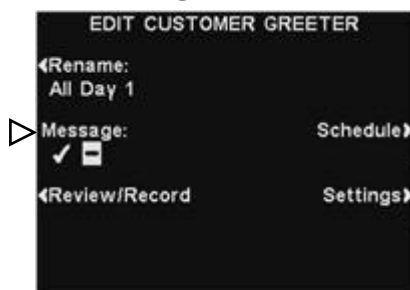 EDIT CUSTOMER GREETER
Rename:
All Day 1
Message: Schedule
Review/Record Settings